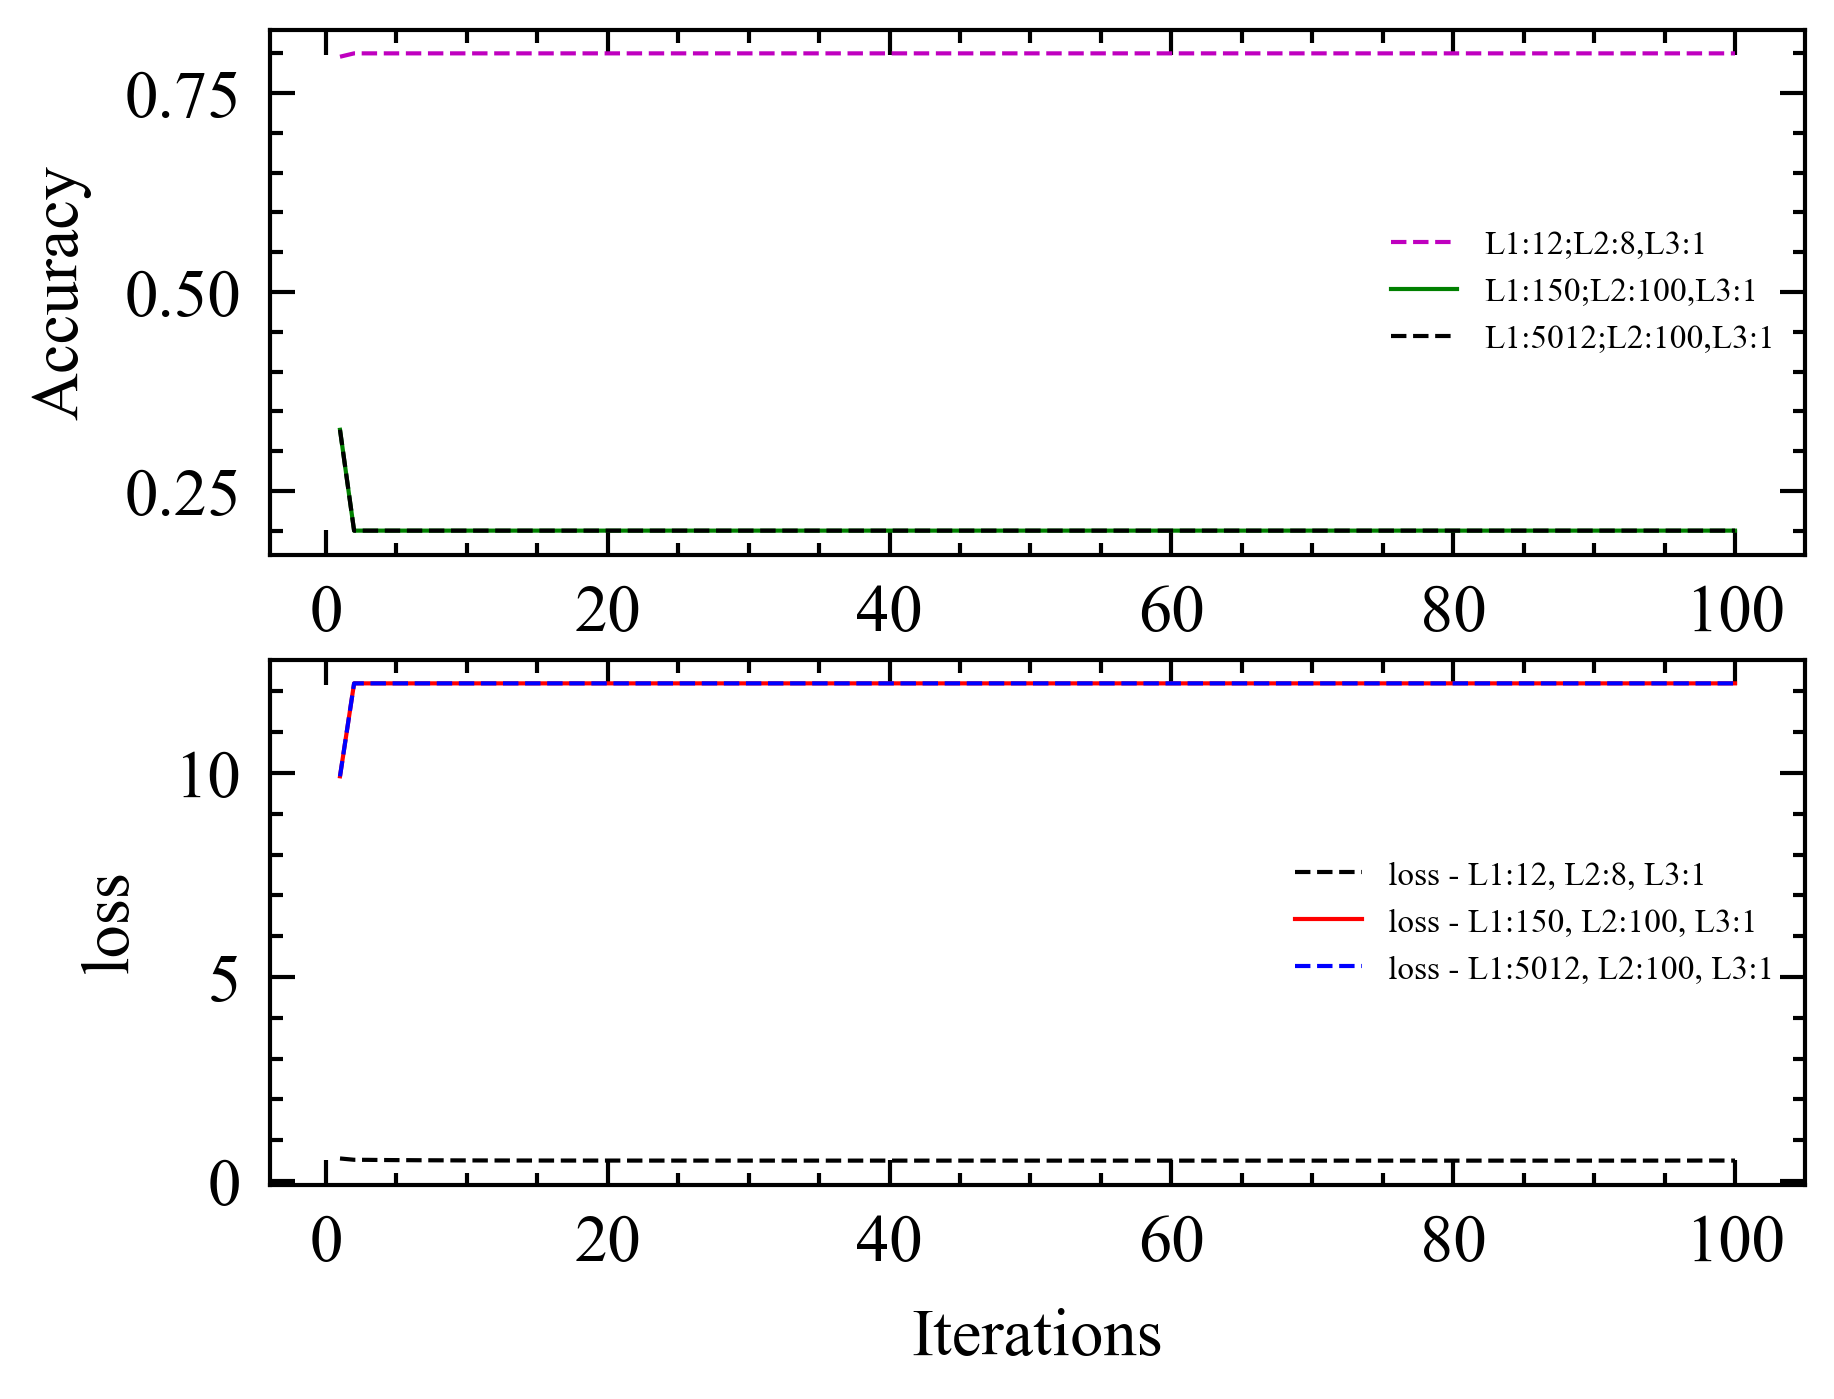 Accuracy
0.75
0.50
0.25
L1:12;L2:8,L3:1
L1:150;L2:100,L3:1
L1:5012;L2:100,L3:1
0 20 40 60 80 100
loss
10
5
0
loss - L1:12, L2:8, L3:1
loss - L1:150, L2:100, L3:1
loss - L1:5012, L2:100, L3:1
0 20 40 60 80 100
Iterations